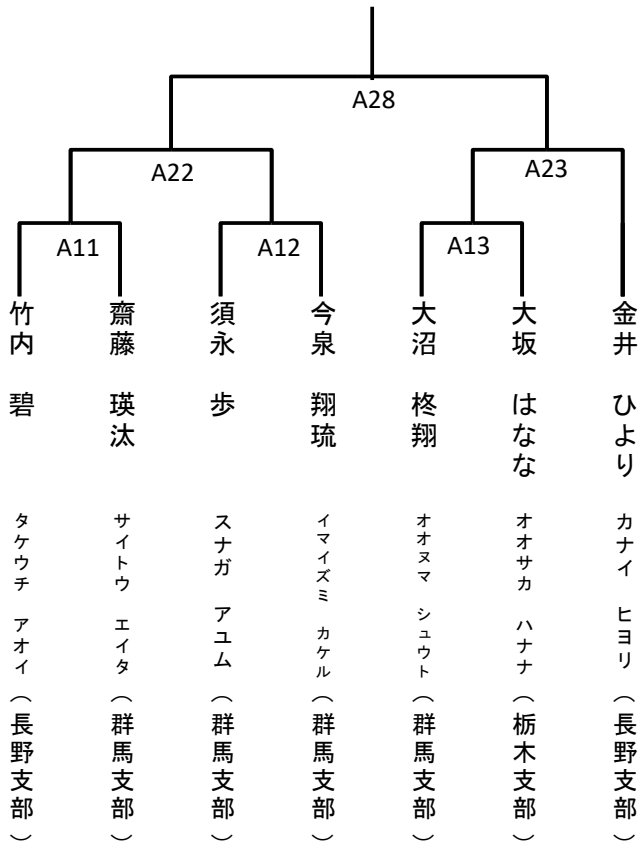 A28
A22
A23
A11
A12
A13
竹内 碧 タケウチ アオイ (長野支部)
齋藤 瑛汰 サイトウ エイタ (群馬支部)
須永 歩 スナガ アユム (群馬支部)
今泉 翔琉 イマイズミ カケル (群馬支部)
大沼 柊翔 オオヌマ シュウト (群馬支部)
大坂 はなな オオサカ ハナナ (栃木支部)
金井 ひより カナイ ヒヨリ (長野支部)